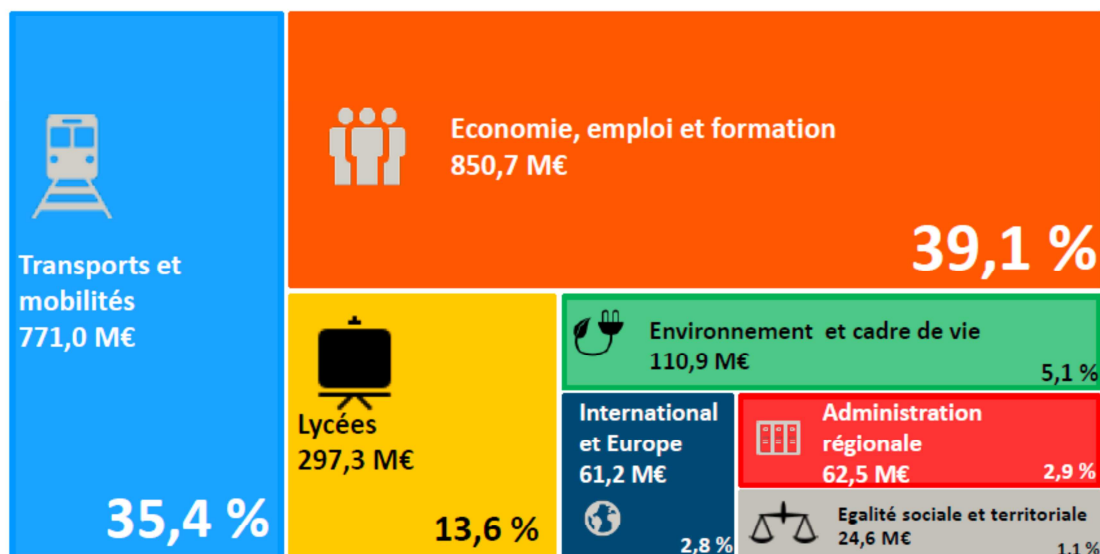 Transports et
mobilités
771,0 M€
35,4 %
Economie, emploi et formation
850,7 M€
39,1 %
Lycées
297,3 M€
13,6 %
Environnement et cadre de vie
110,9 M€
5,1 %
International
et Europe
61,2 M€
2,8 %
Administration
régionale
62,5 M€
2,9 %
Egalité sociale et territoriale
24,6 M€
1,1 %